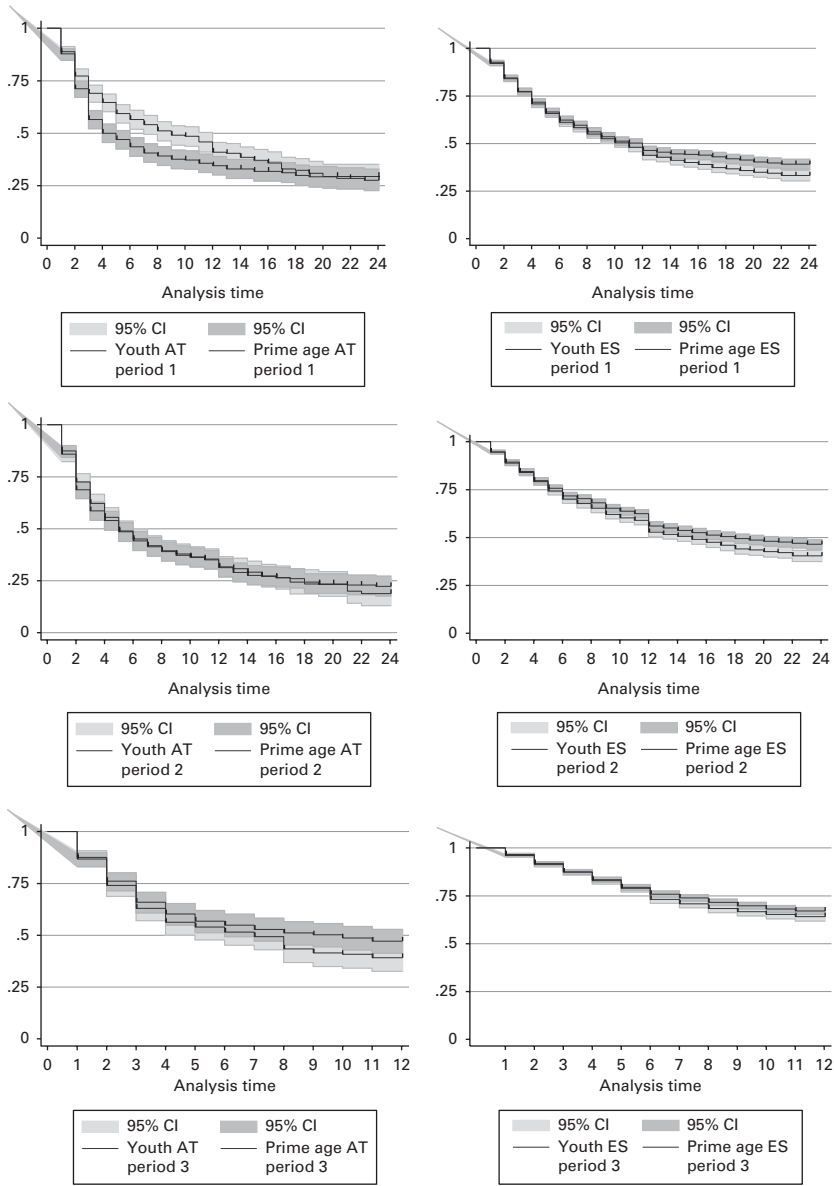 1
.75
.5
.25
0
0 2 4 6 8 10 12 14 16 18 20 22 24
Analysis time
95% CI 95% CI
Youth AT Prime age AT
period 1 period 1
1
.75
.5
.25
0
0 2 4 6 8 10 12 14 16 18 20 22 24
Analysis time
95% CI 95% CI
Youth ES Prime age ES
period 1 period 1
1
.75
.5
.25
0
0 2 4 6 8 10 12 14 16 18 20 22 24
Analysis time
95% CI 95% CI
Youth AT Prime age AT
period 2 period 2
1
.75
.5
.25
0
0 2 4 6 8 10 12 14 16 18 20 22 24
Analysis time
95% CI 95% CI
Youth ES Prime age ES
period 2 period 2
1
.75
.5
.25
0
0 1 2 3 4 5 6 7 8 9 10 11 12
Analysis time
95% CI 95% CI
Youth AT Prime age AT
period 3 period 3
1
.75
.5
.25
0
1 2 3 4 5 6 7 8 9 10 11 12
Analysis time
95% CI 95% CI
Youth ES Prime age ES
period 3 period 3